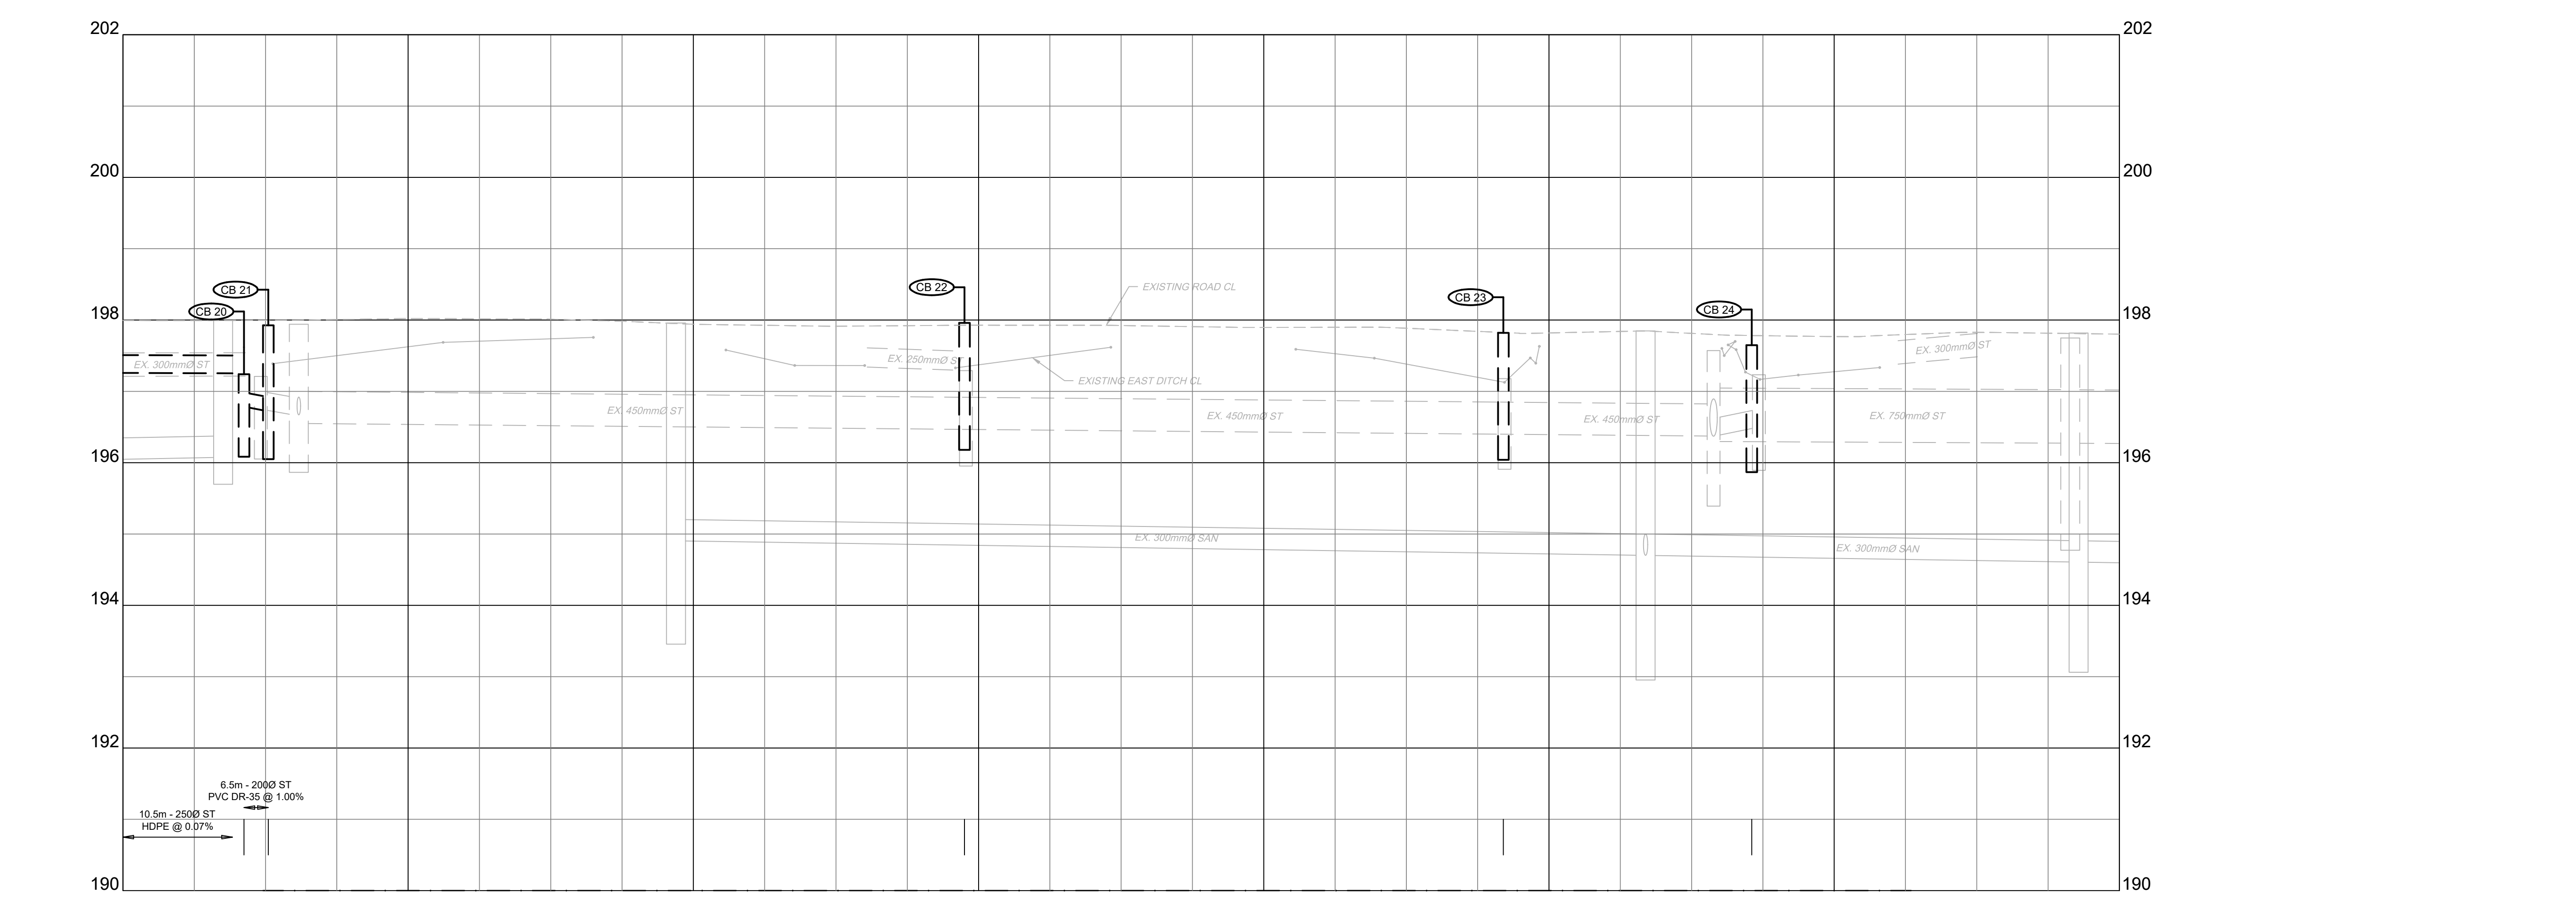 202
202
200
200
CB 21
CB 22
EXISTING ROAD CL
CB 23
CB 20
CB 24
198
198
EX. 300mmØ ST
EX. 250mmØ ST
EX. 300mmØ ST
EXISTING EAST DITCH CL
EX. 450mmØ ST
EX. 450mmØ ST
EX. 450mmØ ST
EX. 750mmØ ST
196
196
EX. 300mmØ SAN
EX. 300mmØ SAN
194
194
192
192
6.5m - 200Ø ST
PVC DR-35 @ 1.00%
10.5m - 250Ø ST
HDPE @ 0.07%
190
190